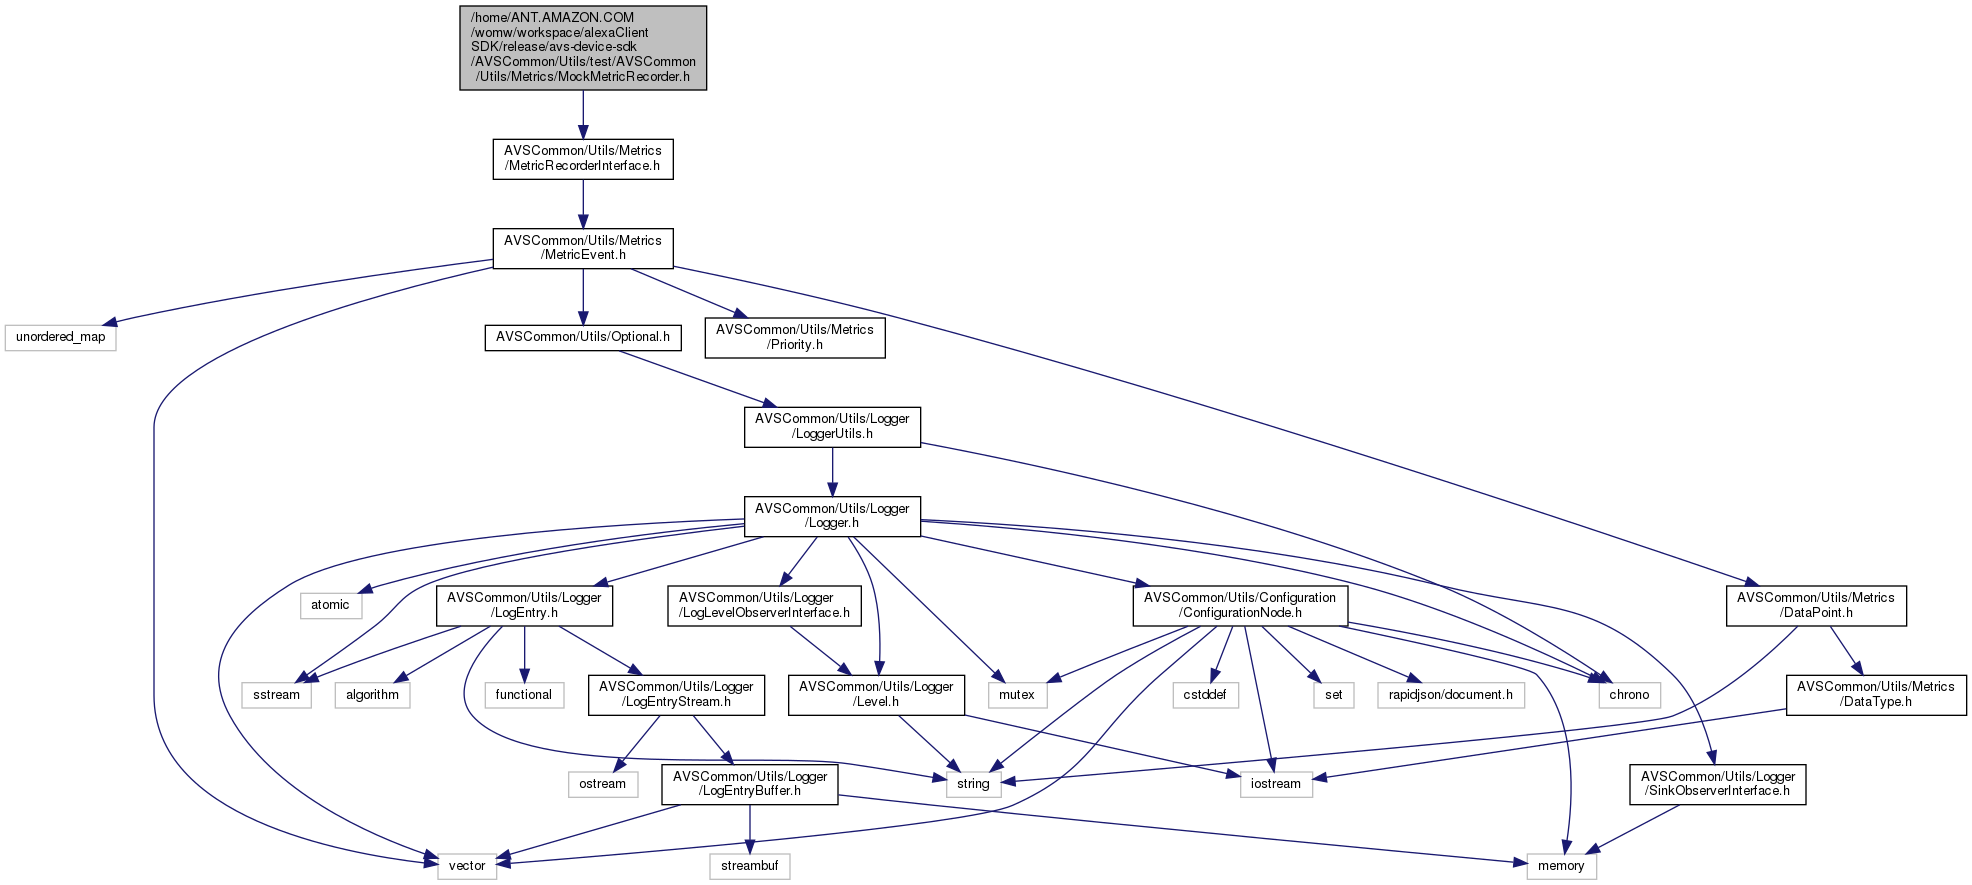 /home/ANT.AMAZON.COM
/womw/workspace/alexaClient
SDK/release/avs-device-sdk
/AVSCommon/Utils/test/AVSCommon
/Utils/Metrics/MockMetricRecorder.h
AVSCommon/Utils/Metrics
/MetricRecorderInterface.h
AVSCommon/Utils/Metrics
/MetricEvent.h
unordered_map
AVSCommon/Utils/Optional.h
AVSCommon/Utils/Metrics
/Priority.h
AVSCommon/Utils/Logger
/LoggerUtils.h
AVSCommon/Utils/Logger
/Logger.h
atomic
AVSCommon/Utils/Logger
/LogEntry.h
AVSCommon/Utils/Logger
/LogLevelObserverInterface.h
AVSCommon/Utils/Configuration
/ConfigurationNode.h
AVSCommon/Utils/Metrics
/DataPoint.h
sstream
algorithm
functional
AVSCommon/Utils/Logger
/LogEntryStream.h
AVSCommon/Utils/Logger
/Level.h
mutex
cstddef
set
rapidjson/document.h
chrono
AVSCommon/Utils/Metrics
/DataType.h
ostream
AVSCommon/Utils/Logger
/LogEntryBuffer.h
string
iostream
AVSCommon/Utils/Logger
/SinkObserverInterface.h
vector
streambuf
memory